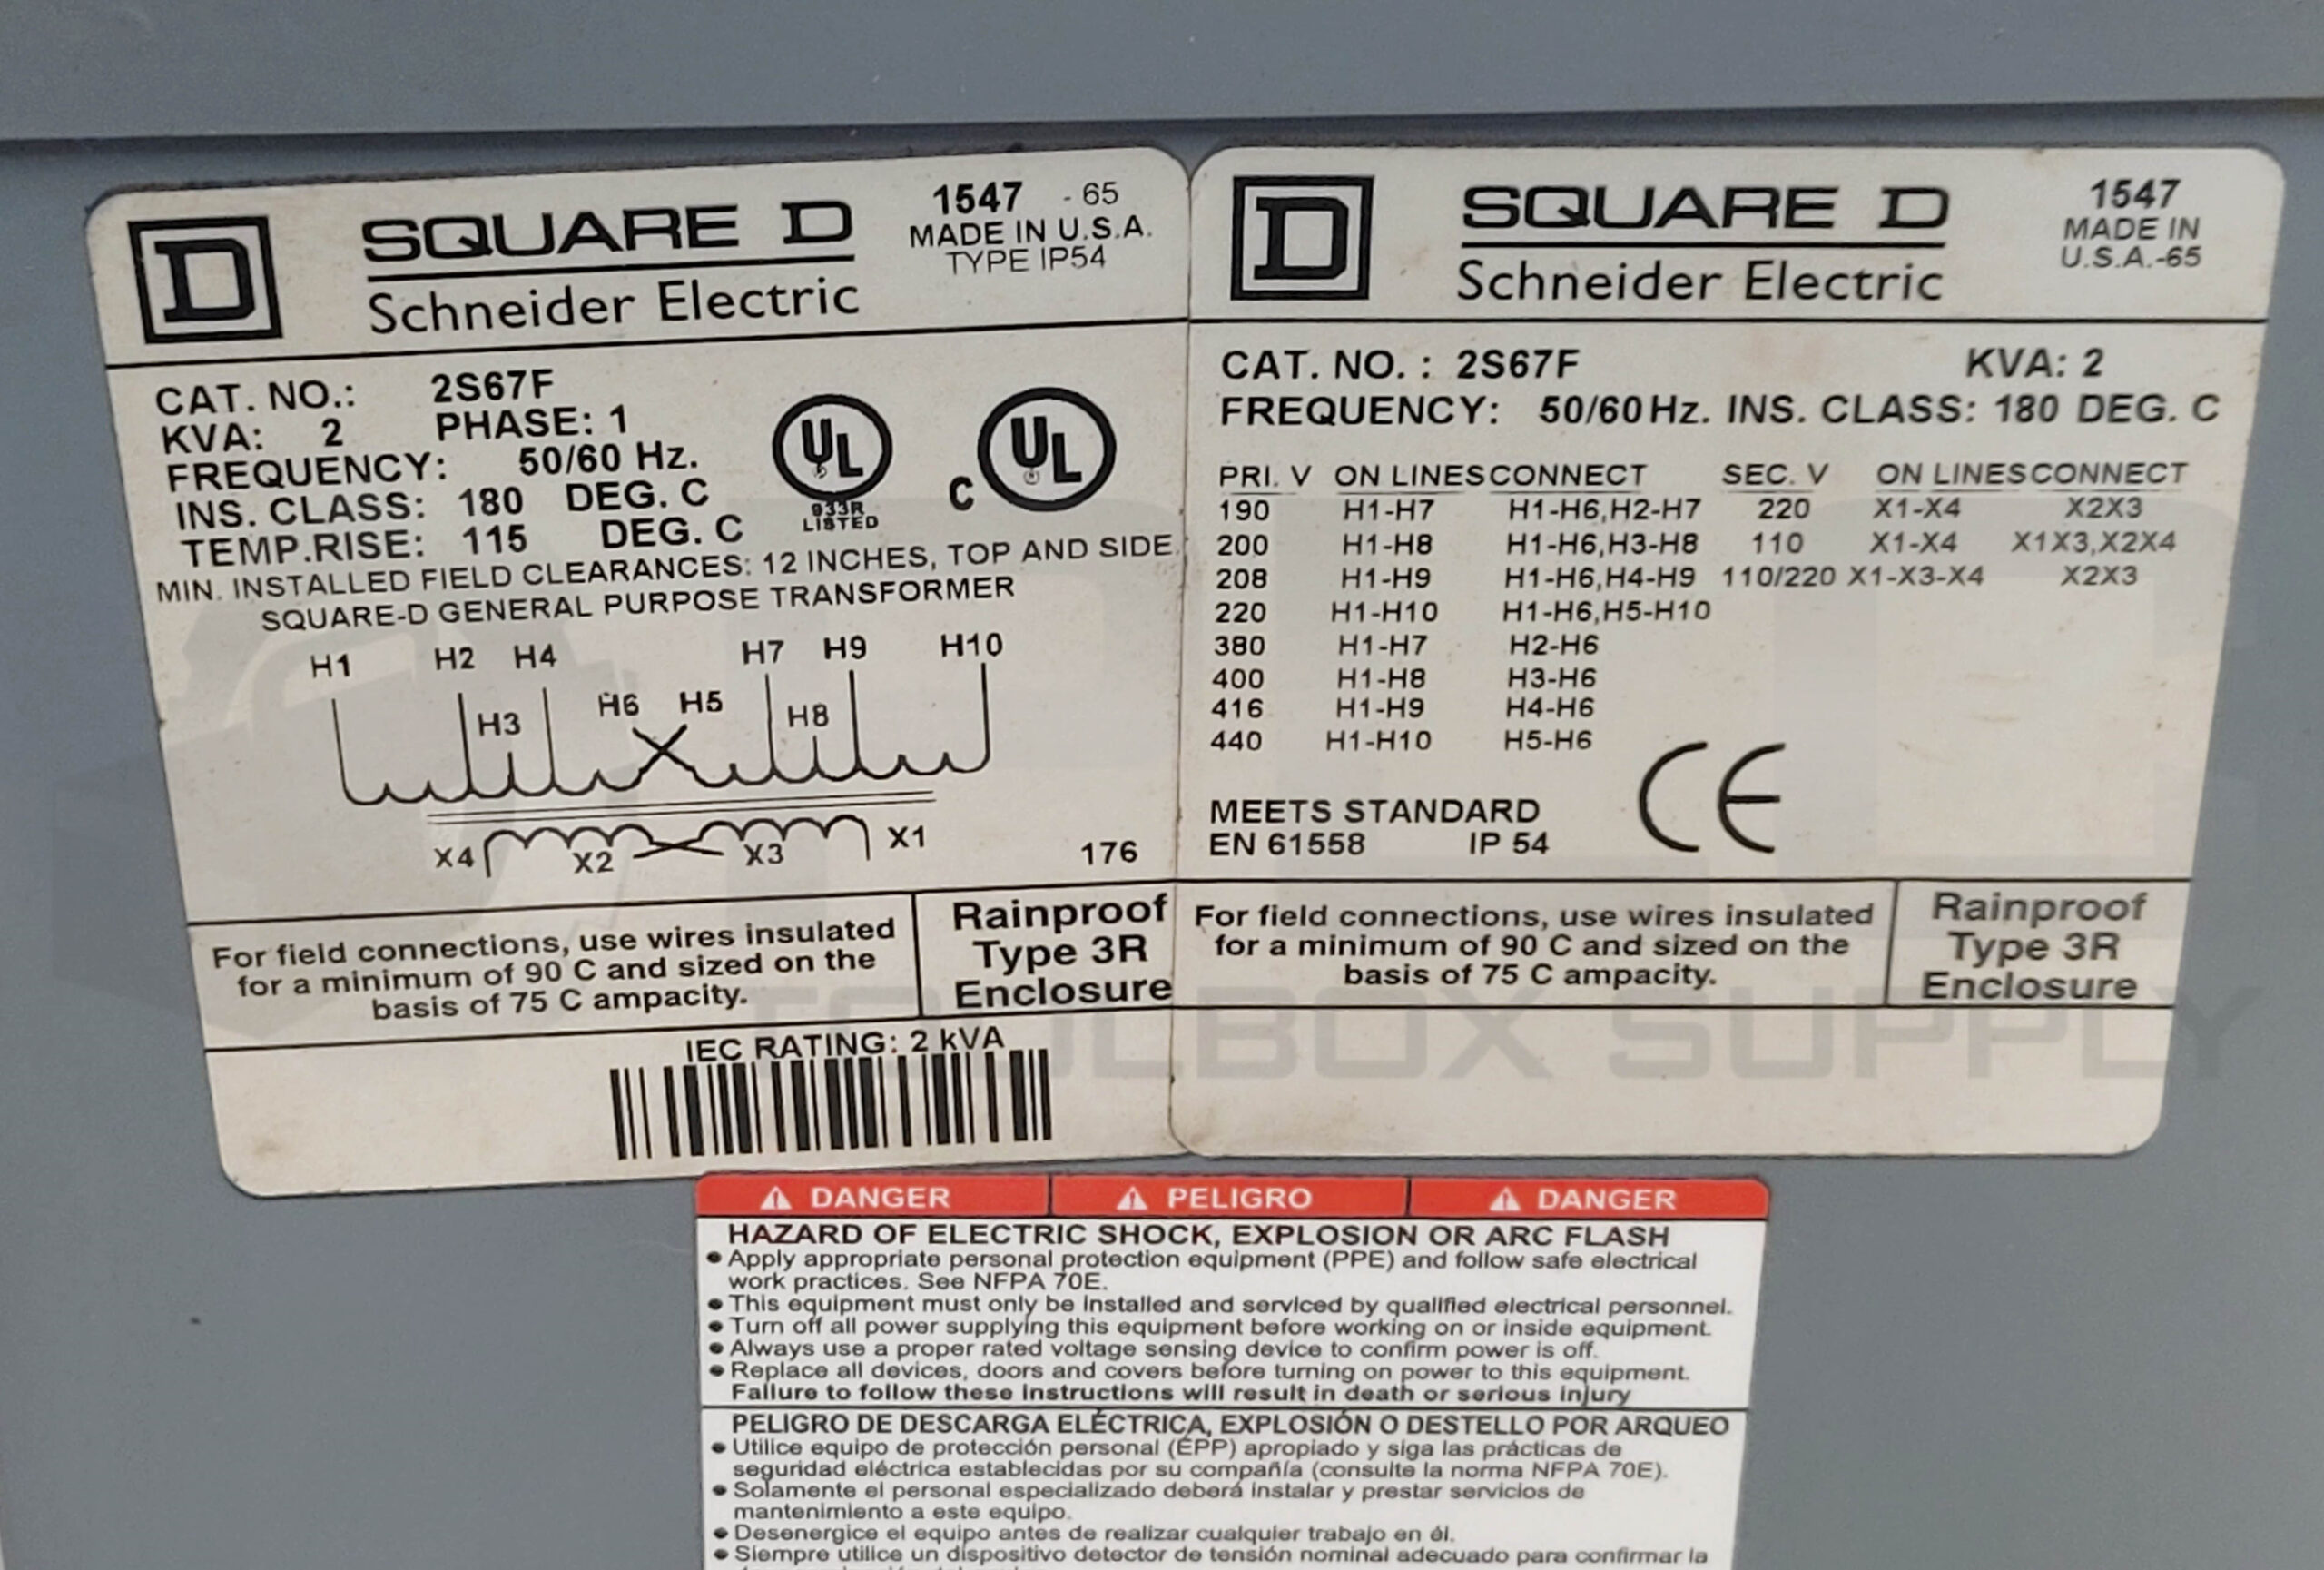 D
SQUARE D
Schneider Electric
1547 - 65
MADE IN U.S.A.
TYPE IP54
CAT. NO.: 2S67F
KVA: 2 PHASE: 1
FREQUENCY: 50/60 Hz.
INS. CLASS: 180 DEG. C
TEMP.RISE: 115 DEG. C
UL
933R
LISTED
C UL
MIN. INSTALLED FIELD CLEARANCES: 12 INCHES, TOP AND SIDE.
SQUARE-D GENERAL PURPOSE TRANSFORMER
H1 H2 H4 H7 H9 H10
H3 H6 H5 H8
X4 X2 X3 X1
176
For field connections, use wires insulated
for a minimum of 90 C and sized on the
basis of 75 C ampacity.
Rainproof
Type 3R
Enclosure
IEC RATING: 2 kVA
D
SQUARE D
Schneider Electric
1547
MADE IN
U.S.A.-65
CAT. NO. : 2S67F KVA: 2
FREQUENCY: 50/60 Hz. INS. CLASS: 180 DEG. C
PRI. V ON LINES CONNECT SEC. V ON LINES CONNECT
190 H1-H7 H1-H6,H2-H7 220 X1-X4 X2X3
200 H1-H8 H1-H6,H3-H8 110 X1-X4 X1X3,X2X4
208 H1-H9 H1-H6,H4-H9 110/220 X1-X3-X4 X2X3
220 H1-H10 H1-H6,H5-H10
380 H1-H7 H2-H6
400 H1-H8 H3-H6
416 H1-H9 H4-H6
440 H1-H10 H5-H6
CE
MEETS STANDARD
EN 61558 IP 54
For field connections, use wires insulated
for a minimum of 90 C and sized on the
basis of 75 C ampacity.
Rainproof
Type 3R
Enclosure
TOOLBOX SUPPLY
DANGER PELIGRO DANGER
HAZARD OF ELECTRIC SHOCK, EXPLOSION OR ARC FLASH
• Apply appropriate personal protection equipment (PPE) and follow safe electrical
work practices. See NFPA 70E.
• This equipment must only be installed and serviced by qualified electrical personnel.
• Turn off all power supplying this equipment before working on or inside equipment.
• Always use a proper rated voltage sensing device to confirm power is off.
• Replace all devices, doors and covers before turning on power to this equipment.
Failure to follow these instructions will result in death or serious injury
PELIGRO DE DESCARGA ELÉCTRICA, EXPLOSIÓN O DESTELLO POR ARQUEO
• Utilice equipo de protección personal (EPP) apropiado y siga las prácticas de
seguridad eléctrica establecidas por su compañía (consulte la norma NFPA 70E).
• Solamente el personal especializado deberá instalar y prestar servicios de
mantenimiento a este equipo.
• Desenergice el equipo antes de realizar cualquier trabajo en él.
• Siempre utilice un dispositivo detector de tensión nominal adecuado para confirmar la